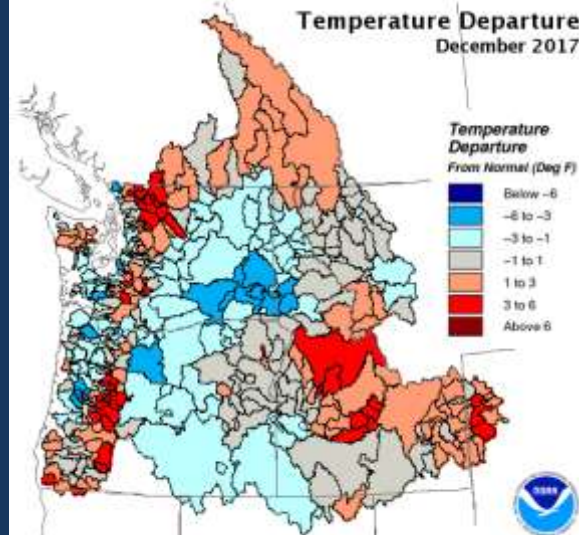 Temperature Departure
December 2017
Temperature
Departure
From Normal (Deg F)
Below -6
-6 to -3
-3 to -1
-1 to 1
1 to 3
3 to 6
Above 6
NOAA